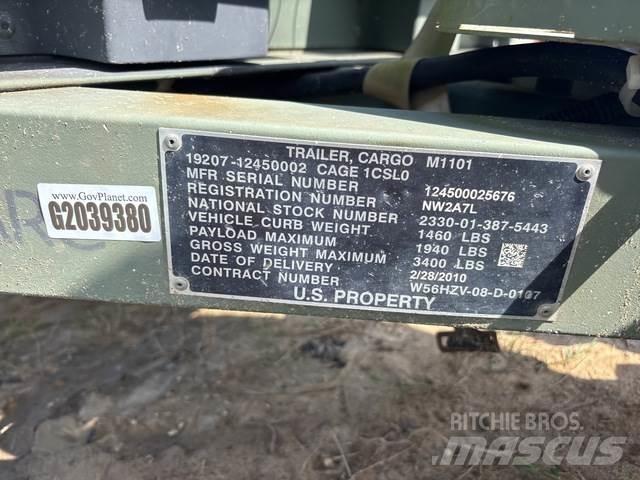 TRAILER, CARGO M1101
19207-12450002 CAGE 1CSL0
MFR SERIAL NUMBER 124500025676
REGISTRATION NUMBER NW2A7L
NATIONAL STOCK NUMBER 2330-01-387-5443
VEHICLE CURB WEIGHT 1460 LBS
PAYLOAD MAXIMUM 1940 LBS
GROSS WEIGHT MAXIMUM 3400 LBS
DATE OF DELIVERY 2/28/2010
CONTRACT NUMBER W56HZV-08-D-0107
U.S. PROPERTY
www.GovPlanet.com
G2039380
RITCHIE BROS.
MASCUS